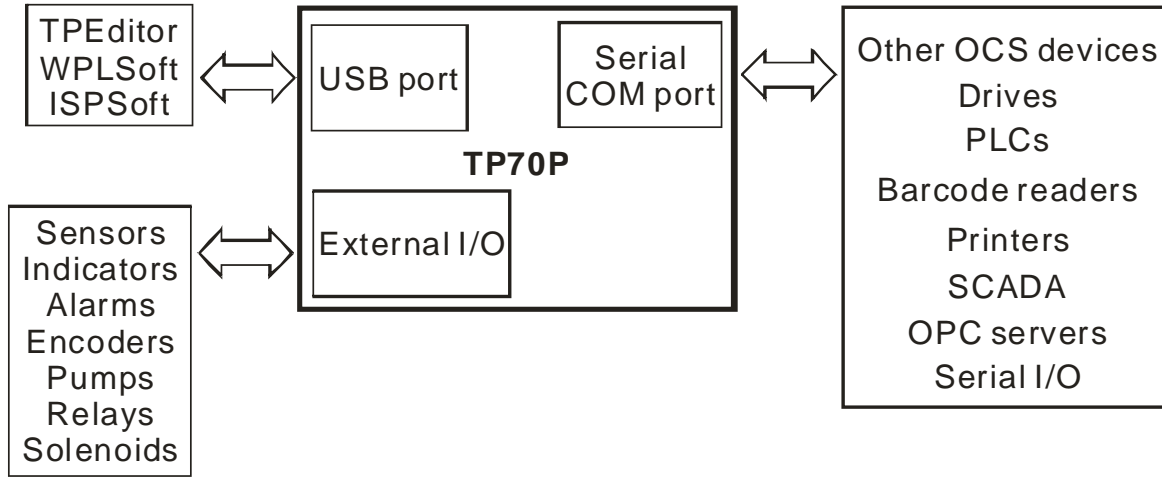 TPEditor
WPLSoft
ISPSoft
USB port
Serial
COM port
TP70P
External I/O
Sensors
Indicators
Alarms
Encoders
Pumps
Relays
Solenoids
Other OCS devices
Drives
PLCs
Barcode readers
Printers
SCADA
OPC servers
Serial I/O